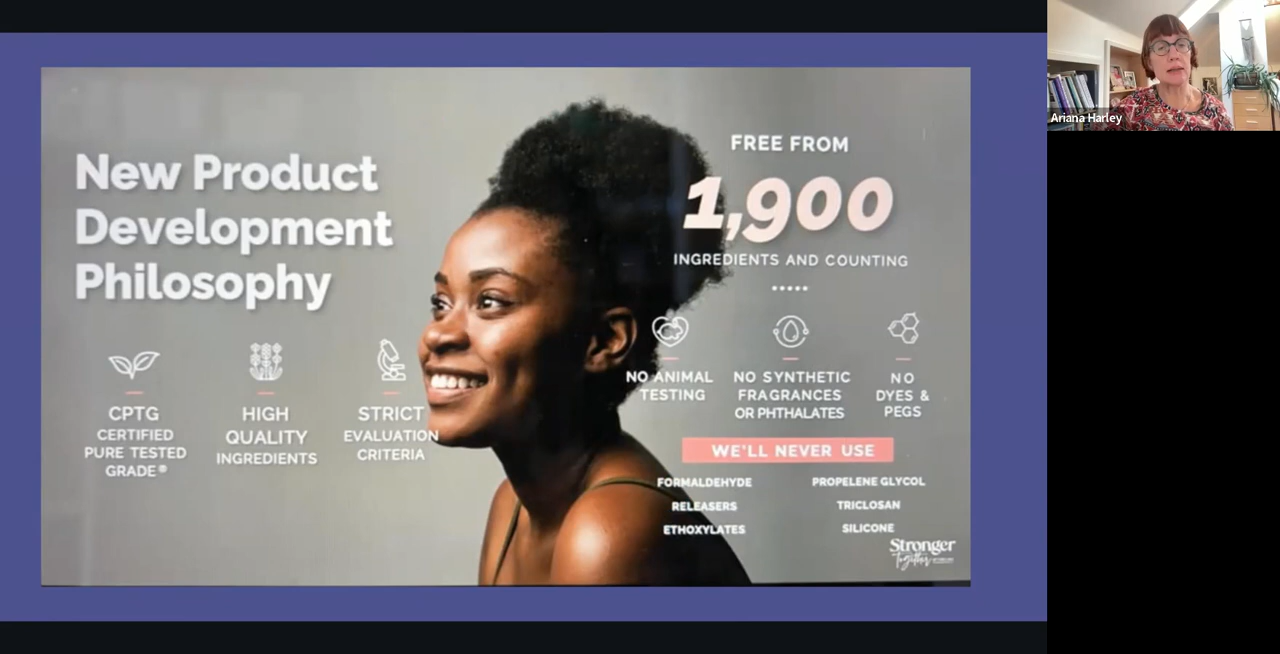 New Product
Development
Philosophy
CPTG
CERTIFIED
PURE TESTED
GRADE®
HIGH
QUALITY
INGREDIENTS
STRICT
EVALUATION
CRITERIA
FREE FROM
1,900
INGREDIENTS AND COUNTING
NO ANIMAL
TESTING
NO SYNTHETIC
FRAGRANCES
OR PHTHALATES
NO
DYES &
PEGS
WE'LL NEVER USE
FORMALDEHYDE
RELEASERS
ETHOXYLATES
PROPELENE GLYCOL
TRICLOSAN
SILICONE
Stronger
Together
Ariana Harley